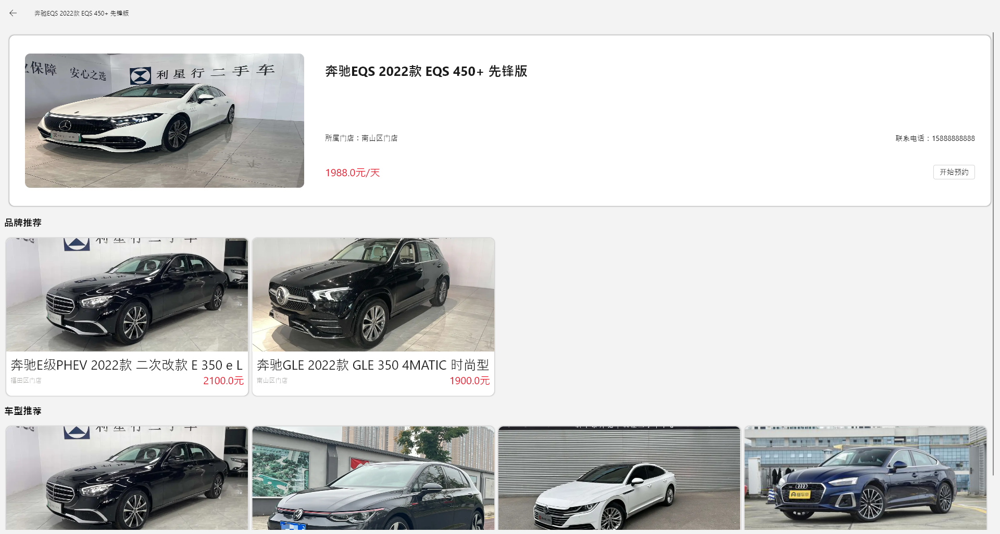 奔驰EQS 2022款 EQS 450+ 先锋版
保障 安心之选 利星行二手车
奔驰EQS 2022款 EQS 450+ 先锋版
所属门店：南山区门店
联系电话：15888888888
1988.0元/天
开始预约
品牌推荐
奔驰E级PHEV 2022款 二次改款 E 350 e L
福田区门店
2100.0元
奔驰GLE 2022款 GLE 350 4MATIC 时尚型
南山区门店
1900.0元
车型推荐
懂车帝